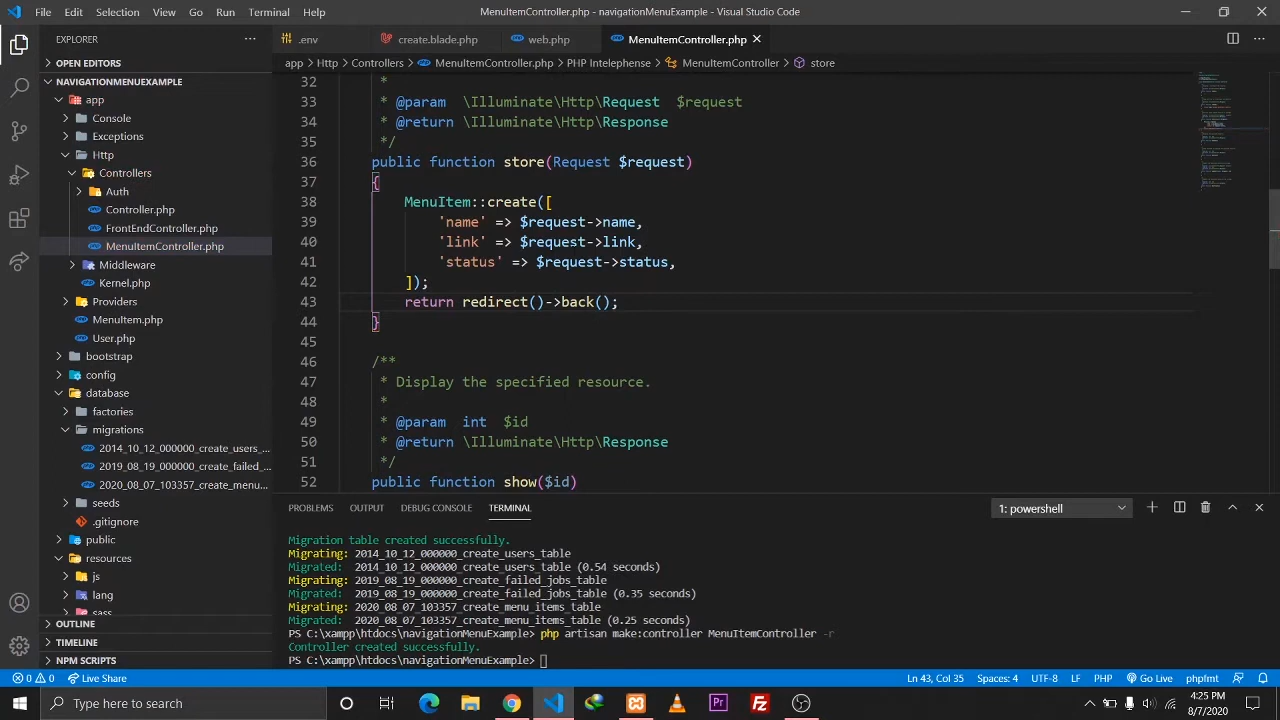 File Edit Selection View Go Run Terminal Help
MenuItemController.php - navigationMenuExample - Visual Studio Code
EXPLORER
OPEN EDITORS
NAVIGATIONMENUEXAMPLE
app
Console
Exceptions
Http
Controllers
Auth
Controller.php
FrontEndController.php
MenuItemController.php
Middleware
Kernel.php
Providers
MenuItem.php
User.php
bootstrap
config
database
factories
migrations
2014_10_12_000000_create_users_...
2019_08_19_000000_create_failed_...
2020_08_07_103357_create_menu...
seeds
.gitignore
public
resources
js
lang
sass
OUTLINE
TIMELINE
NPM SCRIPTS
.env create.blade.php web.php MenuItemController.php
app > Http > Controllers > MenuItemController.php > PHP Intelephense > MenuItemController > store
32 *
33 * @param \Illuminate\Http\Request $request
34 * @return \Illuminate\Http\Response
35 */
36 public function store(Request $request)
37 {
38 MenuItem::create([
39 'name' => $request->name,
40 'link' => $request->link,
41 'status' => $request->status,
42 ]);
43 return redirect()->back();
44 }
45
46 /**
47 * Display the specified resource.
48 *
49 * @param int $id
50 * @return \Illuminate\Http\Response
51 */
52 public function show($id)
PROBLEMS OUTPUT DEBUG CONSOLE TERMINAL
1: powershell
Migration table created successfully.
Migrating: 2014_10_12_000000_create_users_table
Migrated: 2014_10_12_000000_create_users_table (0.54 seconds)
Migrating: 2019_08_19_000000_create_failed_jobs_table
Migrated: 2019_08_19_000000_create_failed_jobs_table (0.35 seconds)
Migrating: 2020_08_07_103357_create_menu_items_table
Migrated: 2020_08_07_103357_create_menu_items_table (0.25 seconds)
PS C:\xampp\htdocs\navigationMenuExample> php artisan make:controller MenuItemController -r
Controller created successfully.
PS C:\xampp\htdocs\navigationMenuExample>
0 0 Live Share
Ln 43, Col 35 Spaces: 4 UTF-8 LF PHP Go Live phpfmt
Type here to search
Pr
Fz
4:25 PM
8/7/2020